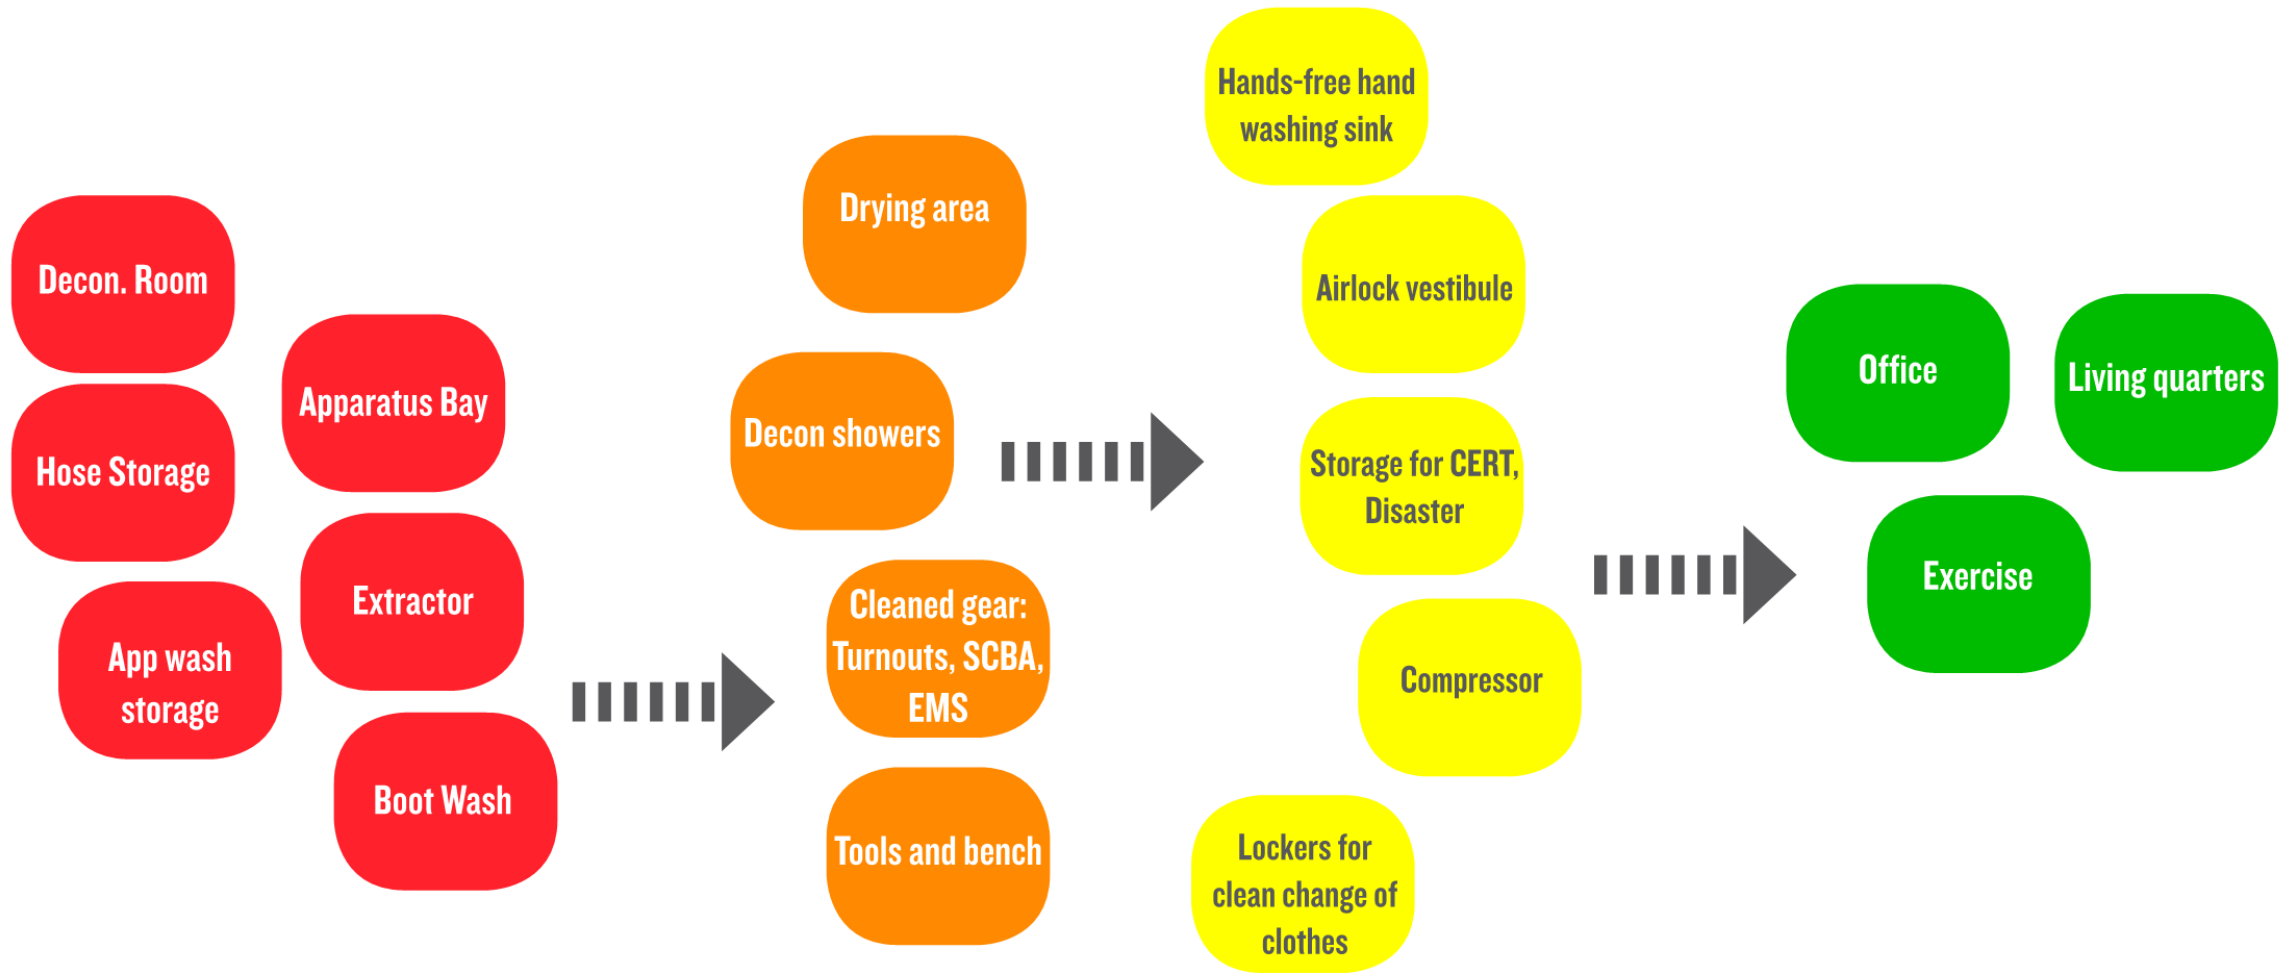 Decon. Room
Hose Storage
App wash
storage
Apparatus Bay
Extractor
Boot Wash
Drying area
Decon showers
Cleaned gear:
Turnouts, SCBA,
EMS
Tools and bench
Hands-free hand
washing sink
Airlock vestibule
Storage for CERT,
Disaster
Compressor
Lockers for
clean change of
clothes
Office
Living quarters
Exercise